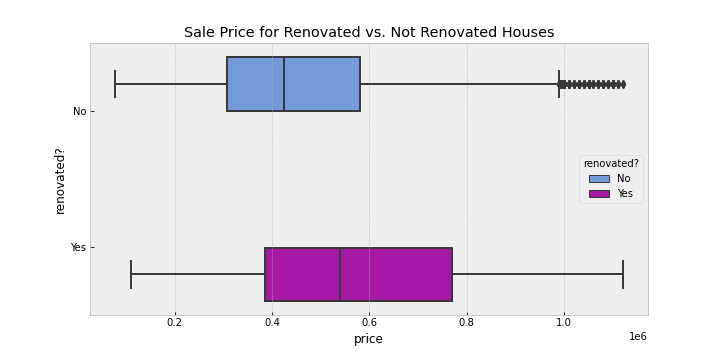 Sale Price for Renovated vs. Not Renovated Houses
No
Yes
renovated?
renovated?
No
Yes
0.2
0.4
0.6
0.8
1.0
1e6
price